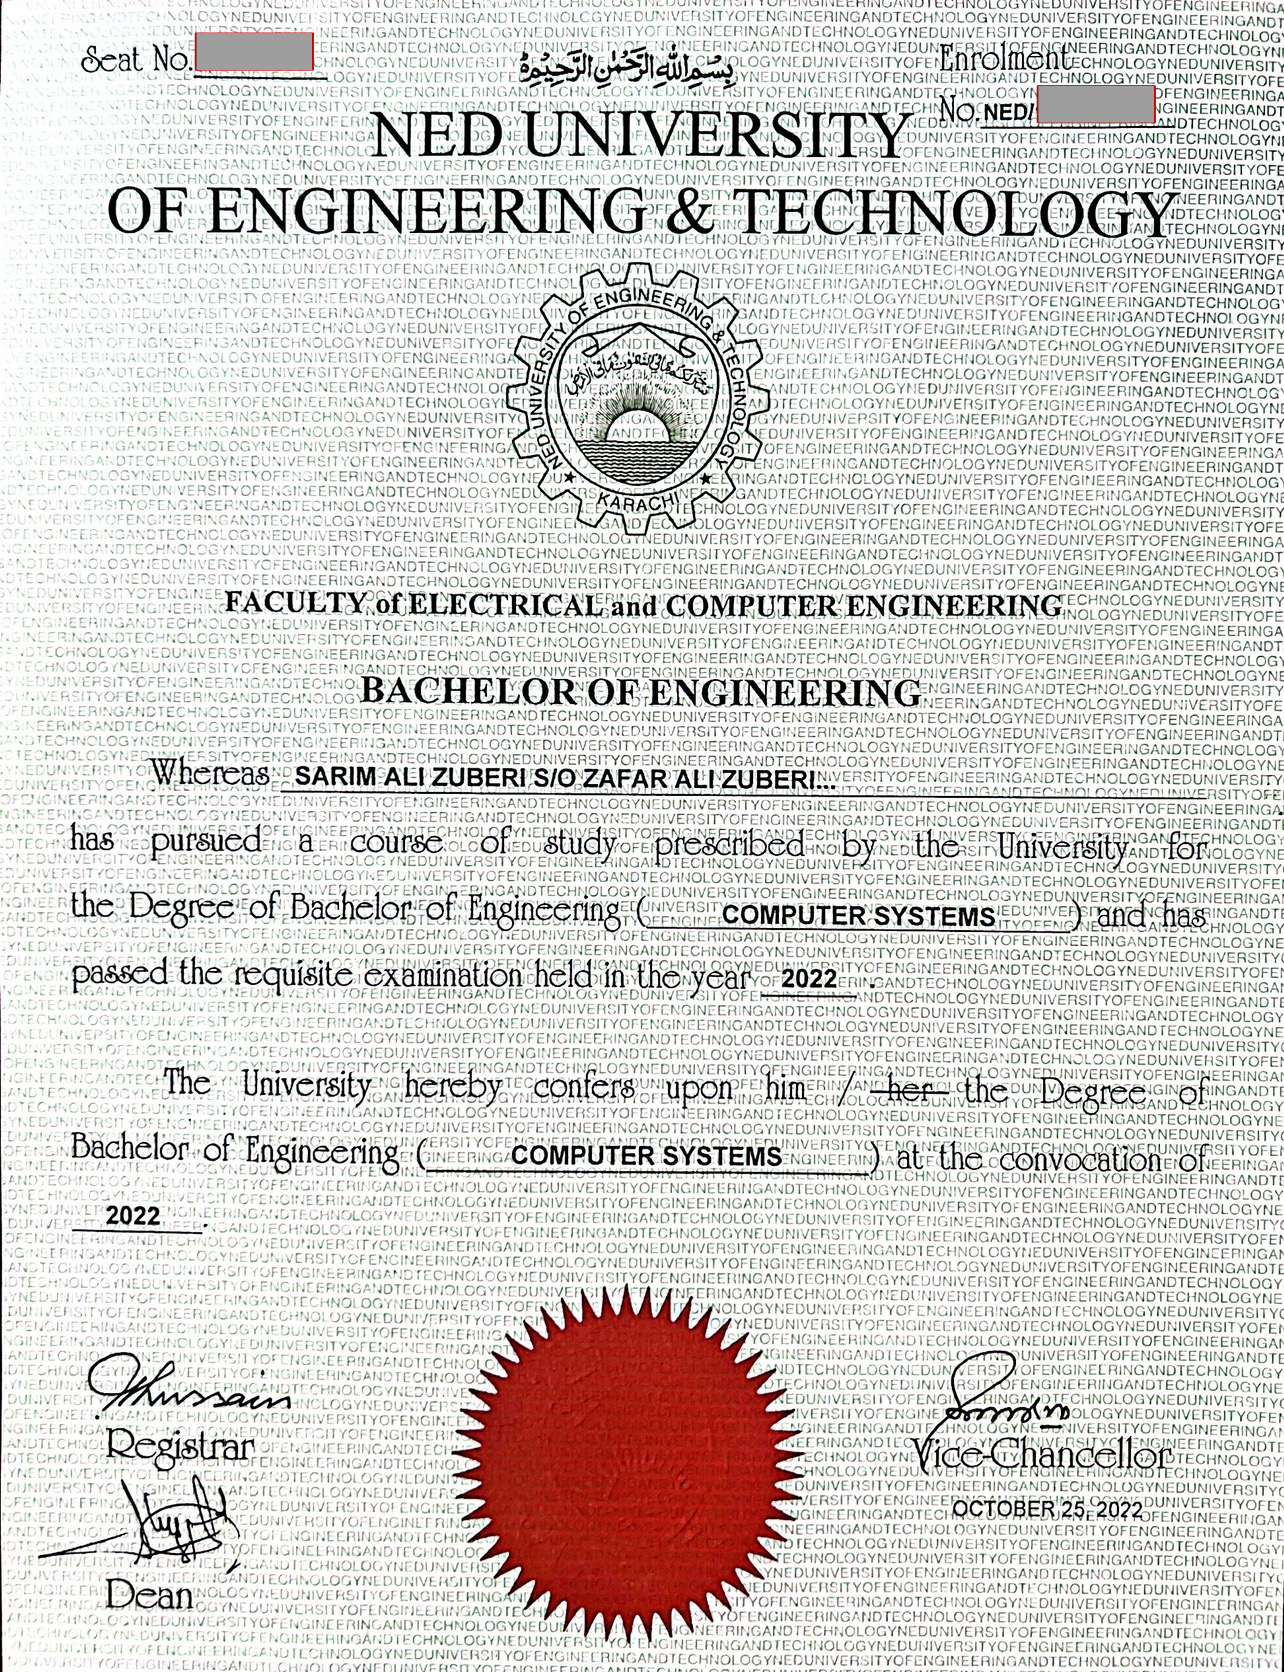 Seat No.
بِسْمِ اللهِ الرَّحْمٰنِ الرَّحِيْمِ
Enrolment
No. NED/
NED UNIVERSITY
OF ENGINEERING & TECHNOLOGY
NED UNIVERSITY OF ENGINEERING & TECHNOLOGY
KARACHI
FACULTY of ELECTRICAL and COMPUTER ENGINEERING
BACHELOR OF ENGINEERING
Whereas SARIM ALI ZUBERI S/O ZAFAR ALI ZUBERI...
has pursued a course of study prescribed by the University for
the Degree of Bachelor of Engineering ( COMPUTER SYSTEMS ) and has
passed the requisite examination held in the year 2022 .
The University hereby confers upon him / her the Degree of
Bachelor of Engineering ( COMPUTER SYSTEMS ) at the convocation of
2022 .
Registrar
Vice-Chancellor
OCTOBER 25, 2022
Dean